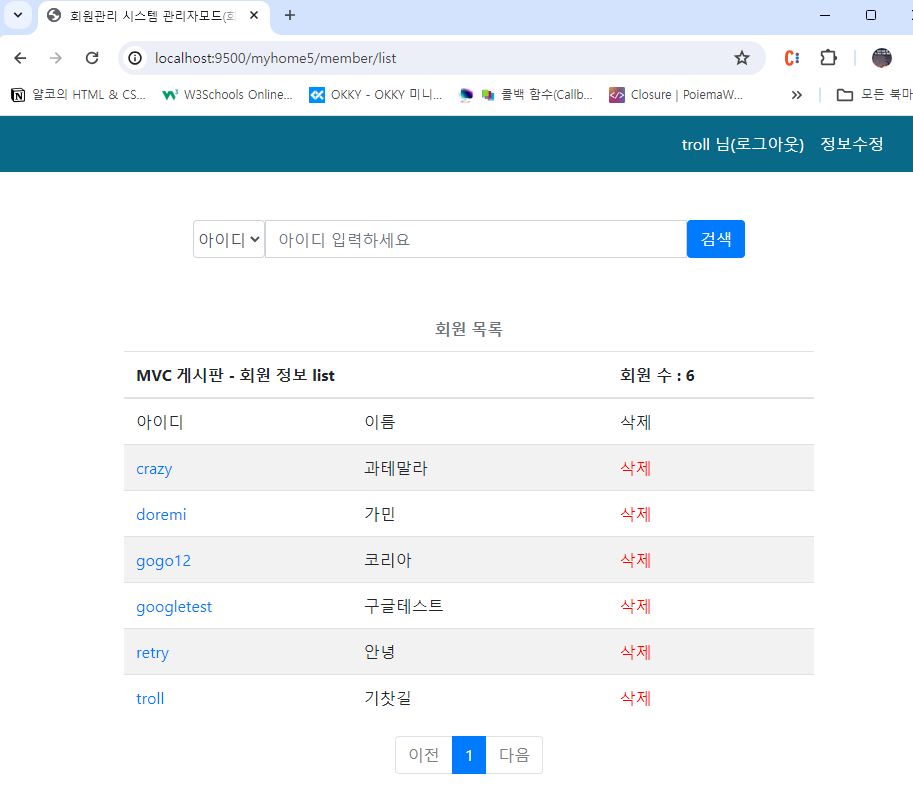 회원관리 시스템 관리자모드(회
localhost:9500/myhome5/member/list
얄코의 HTML & CS... W3Schools Online... OKKY - OKKY 미니... 콜백 함수(Callb... Closure | PoiemaW... » 모든 북마
troll 님(로그아웃) 정보수정
아이디 아이디 입력하세요 검색
회원 목록
MVC 게시판 - 회원 정보 list 회원 수 : 6
아이디 이름 삭제
crazy 과테말라 삭제
doremi 가민 삭제
gogo12 코리아 삭제
googletest 구글테스트 삭제
retry 안녕 삭제
troll 기찻길 삭제
이전 1 다음